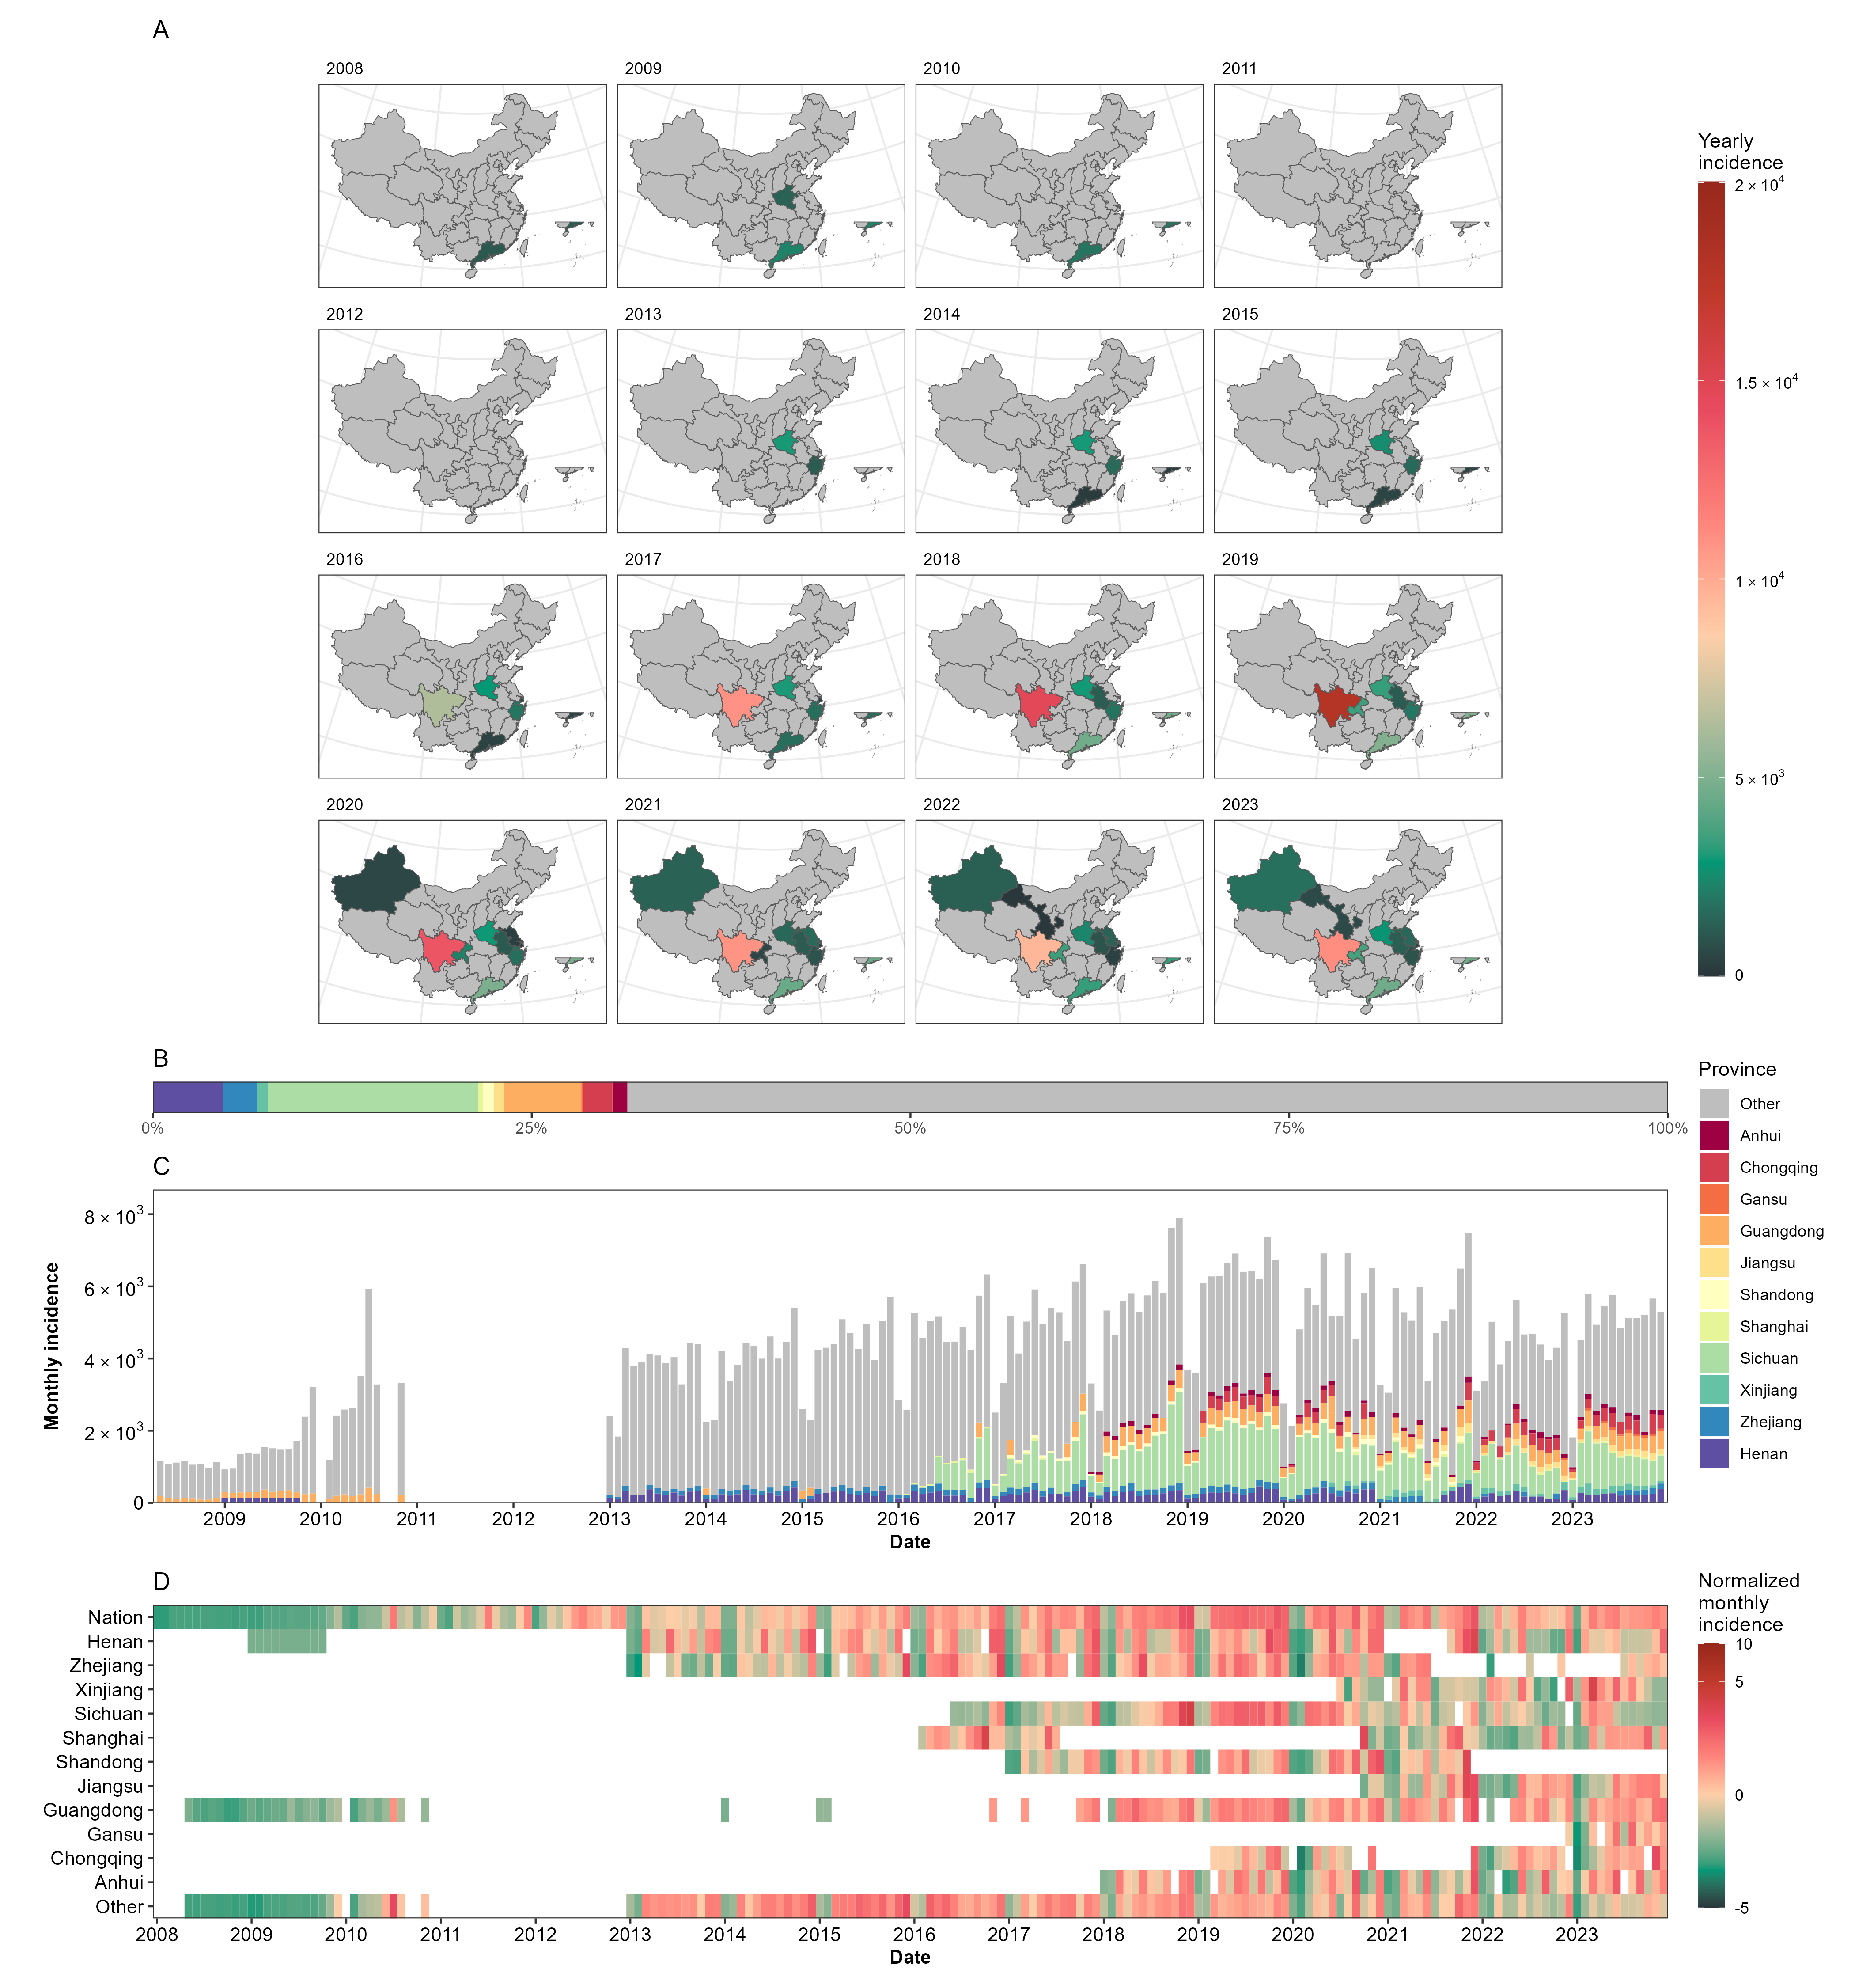 A
2008
2009
2010
2011
2012
2013
2014
2015
2016
2017
2018
2019
2020
2021
2022
2023
Yearly
incidence
2 × 10⁴
1.5 × 10⁴
1 × 10⁴
5 × 10³
0
B
0%
25%
50%
75%
100%
Province
Other
Anhui
Chongqing
Gansu
Guangdong
Jiangsu
Shandong
Shanghai
Sichuan
Xinjiang
Zhejiang
Henan
C
Monthly incidence
8 × 10³
6 × 10³
4 × 10³
2 × 10³
0
2009 2010 2011 2012 2013 2014 2015 2016 2017 2018 2019 2020 2021 2022 2023
Date
D
Nation
Henan
Zhejiang
Xinjiang
Sichuan
Shanghai
Shandong
Jiangsu
Guangdong
Gansu
Chongqing
Anhui
Other
2008 2009 2010 2011 2012 2013 2014 2015 2016 2017 2018 2019 2020 2021 2022 2023
Date
Normalized
monthly
incidence
10
5
0
-5